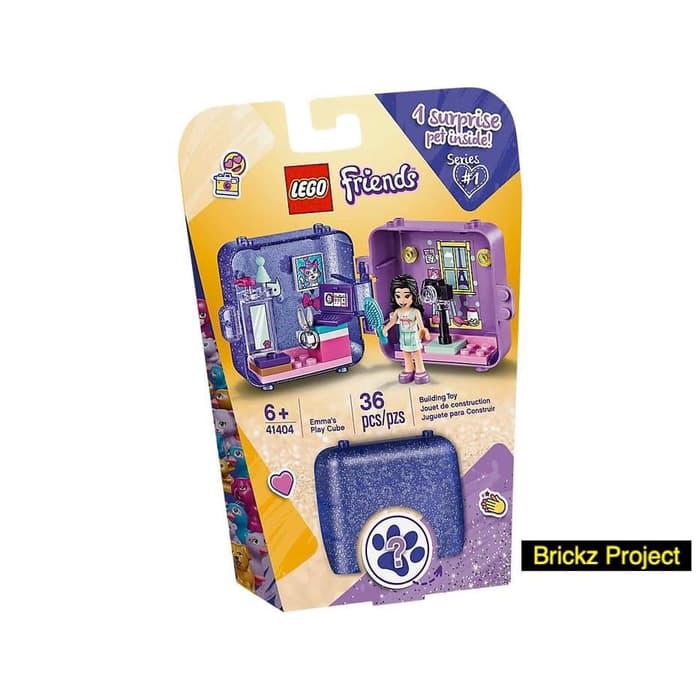 1 surprise
pet inside!
Series
#1
LEGO
Friends
6+
41404
Emma's
Play Cube
36
pcs/pzs
Building Toy
Jouet de construction
Juguete para Construir
?
Brickz Project